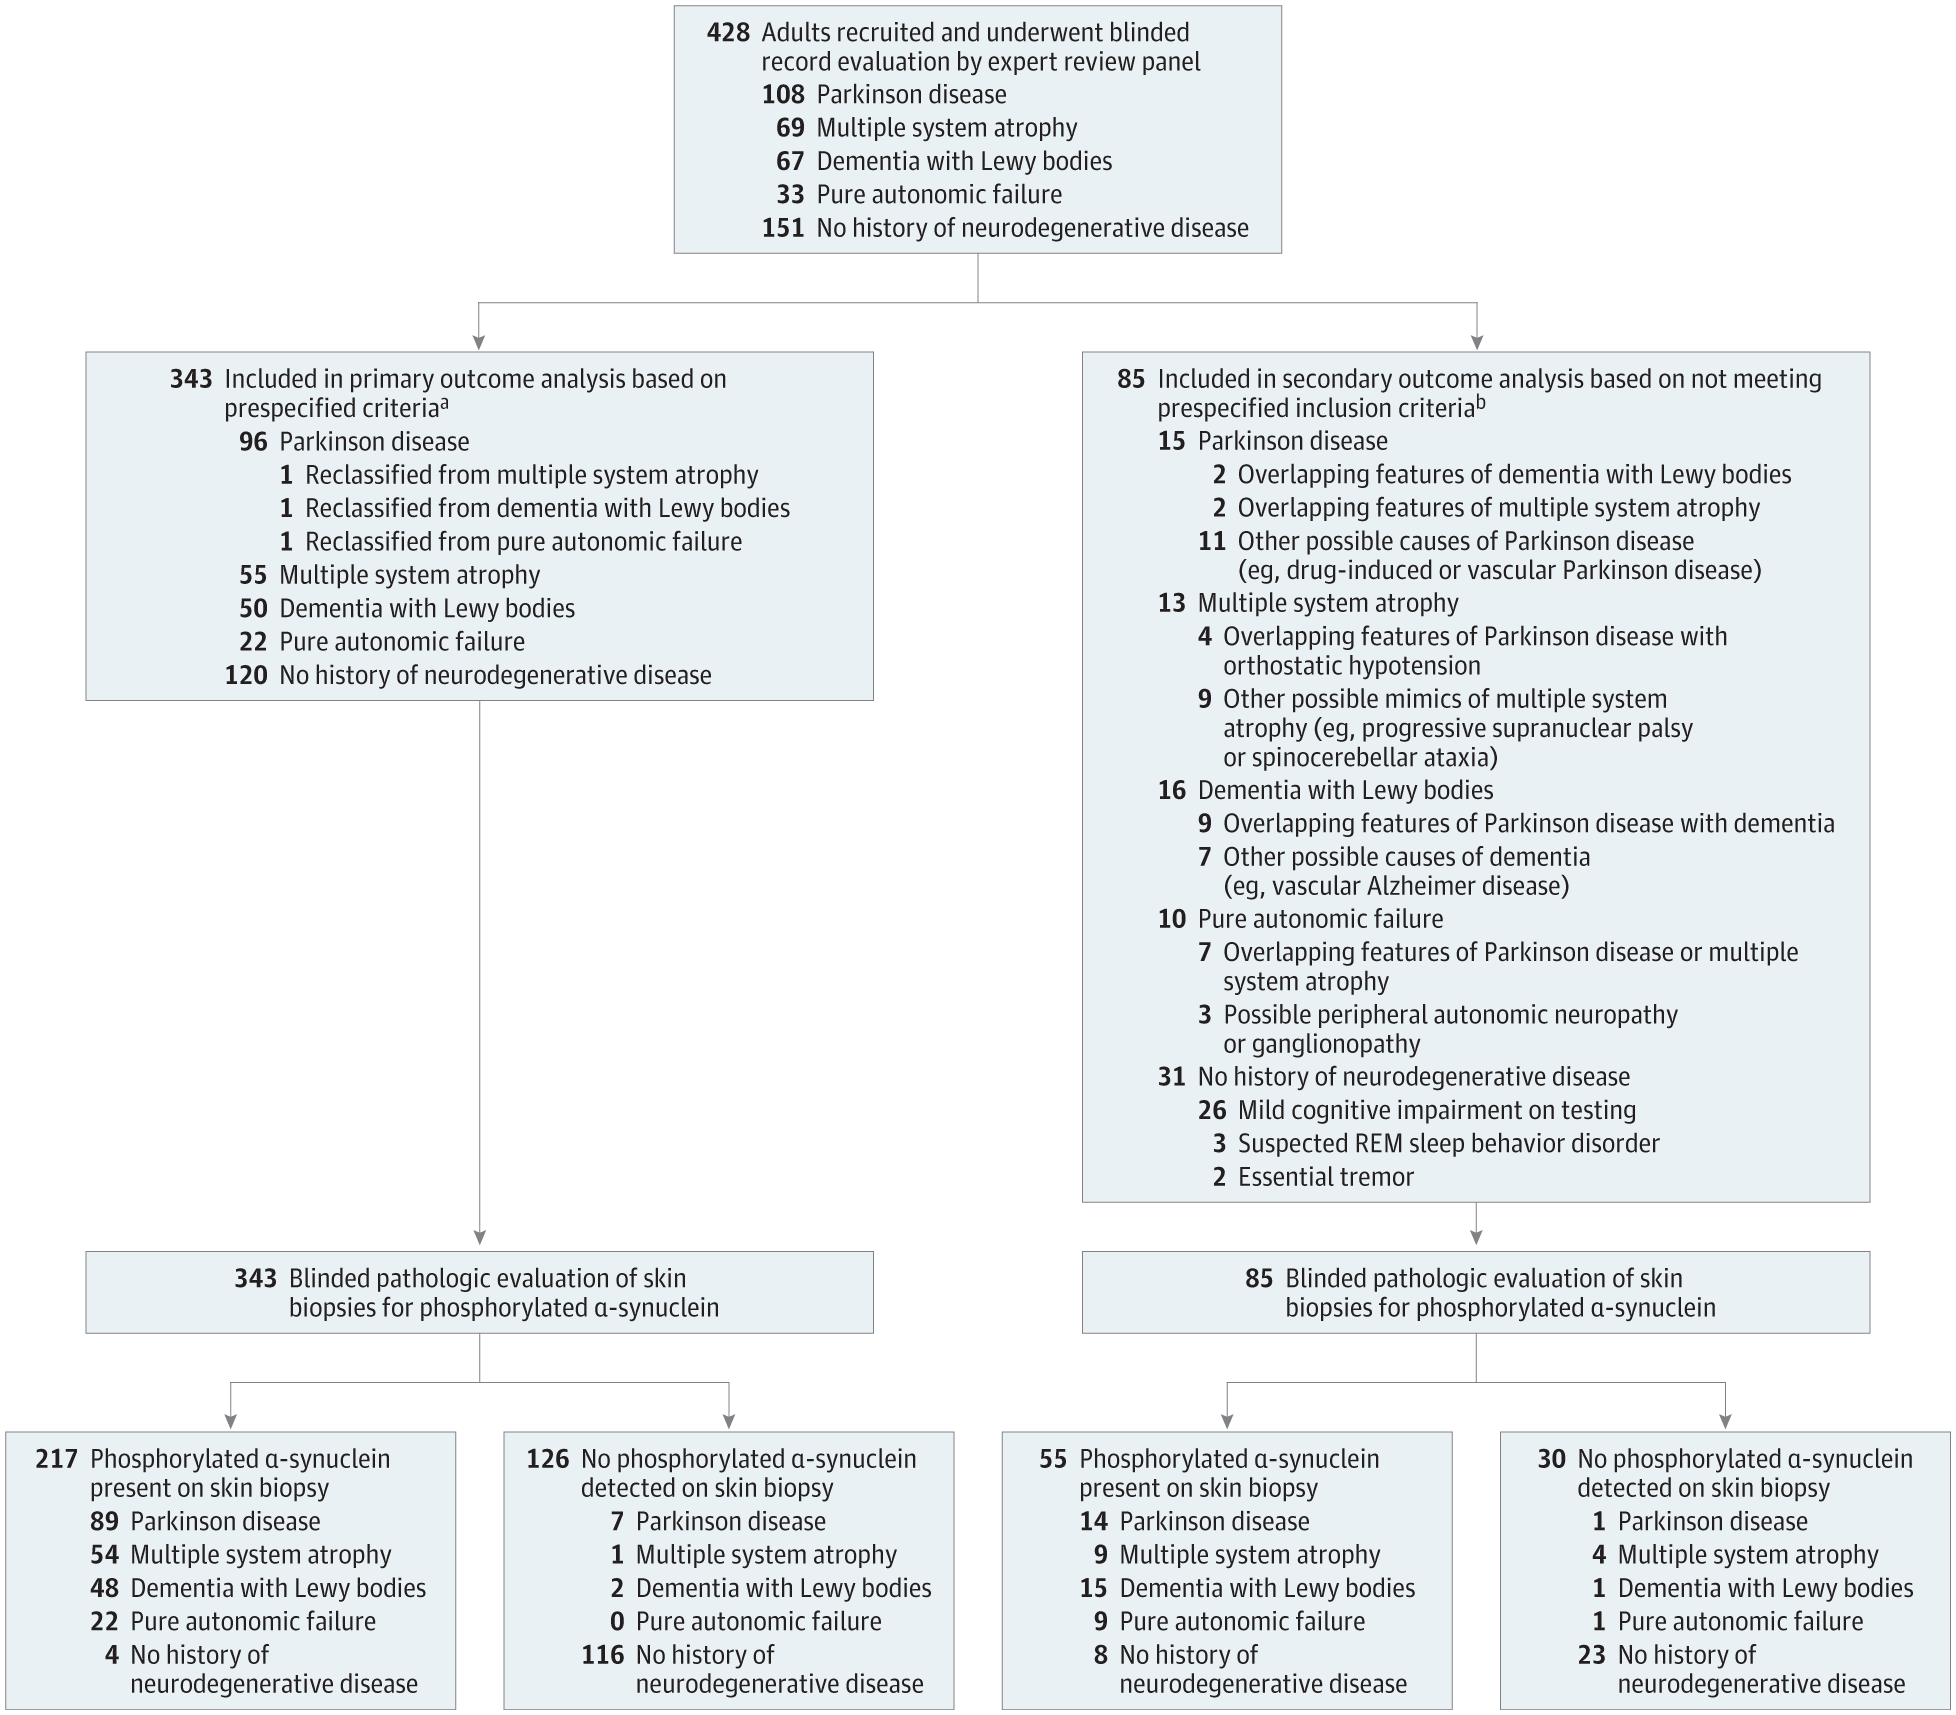 428 Adults recruited and underwent blinded
record evaluation by expert review panel
108 Parkinson disease
69 Multiple system atrophy
67 Dementia with Lewy bodies
33 Pure autonomic failure
151 No history of neurodegenerative disease
343 Included in primary outcome analysis based on
prespecified criteriaa
96 Parkinson disease
1 Reclassified from multiple system atrophy
1 Reclassified from dementia with Lewy bodies
1 Reclassified from pure autonomic failure
55 Multiple system atrophy
50 Dementia with Lewy bodies
22 Pure autonomic failure
120 No history of neurodegenerative disease
85 Included in secondary outcome analysis based on not meeting
prespecified inclusion criteriab
15 Parkinson disease
2 Overlapping features of dementia with Lewy bodies
2 Overlapping features of multiple system atrophy
11 Other possible causes of Parkinson disease
(eg, drug-induced or vascular Parkinson disease)
13 Multiple system atrophy
4 Overlapping features of Parkinson disease with
orthostatic hypotension
9 Other possible mimics of multiple system
atrophy (eg, progressive supranuclear palsy
or spinocerebellar ataxia)
16 Dementia with Lewy bodies
9 Overlapping features of Parkinson disease with dementia
7 Other possible causes of dementia
(eg, vascular Alzheimer disease)
10 Pure autonomic failure
7 Overlapping features of Parkinson disease or multiple
system atrophy
3 Possible peripheral autonomic neuropathy
or ganglionopathy
31 No history of neurodegenerative disease
26 Mild cognitive impairment on testing
3 Suspected REM sleep behavior disorder
2 Essential tremor
343 Blinded pathologic evaluation of skin
biopsies for phosphorylated α-synuclein
85 Blinded pathologic evaluation of skin
biopsies for phosphorylated α-synuclein
217 Phosphorylated α-synuclein
present on skin biopsy
89 Parkinson disease
54 Multiple system atrophy
48 Dementia with Lewy bodies
22 Pure autonomic failure
4 No history of
neurodegenerative disease
126 No phosphorylated α-synuclein
detected on skin biopsy
7 Parkinson disease
1 Multiple system atrophy
2 Dementia with Lewy bodies
0 Pure autonomic failure
116 No history of
neurodegenerative disease
55 Phosphorylated α-synuclein
present on skin biopsy
14 Parkinson disease
9 Multiple system atrophy
15 Dementia with Lewy bodies
9 Pure autonomic failure
8 No history of
neurodegenerative disease
30 No phosphorylated α-synuclein
detected on skin biopsy
1 Parkinson disease
4 Multiple system atrophy
1 Dementia with Lewy bodies
1 Pure autonomic failure
23 No history of
neurodegenerative disease